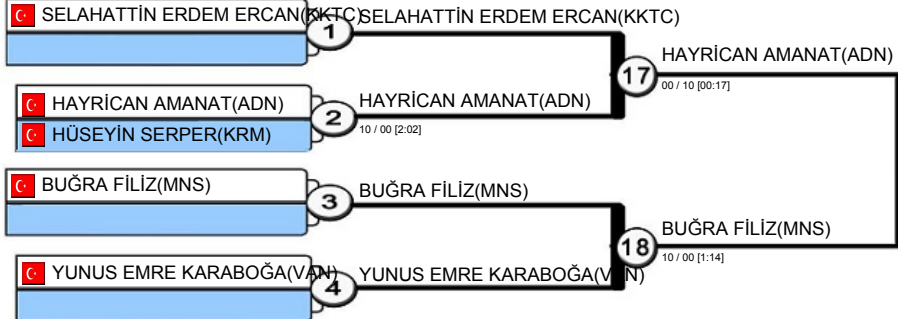 SELAHATTİN ERDEM ERCAN(KKTC)
1
SELAHATTİN ERDEM ERCAN(KKTC)
HAYRİCAN AMANAT(ADN)
17
00 / 10 [00:17]
HAYRİCAN AMANAT(ADN)
HAYRİCAN AMANAT(ADN)
2
10 / 00 [2:02]
HÜSEYİN SERPER(KRM)
BUĞRA FİLİZ(MNS)
BUĞRA FİLİZ(MNS)
3
BUĞRA FİLİZ(MNS)
18
10 / 00 [1:14]
YUNUS EMRE KARABOĞA(VAN)
YUNUS EMRE KARABOĞA(VAN)
4